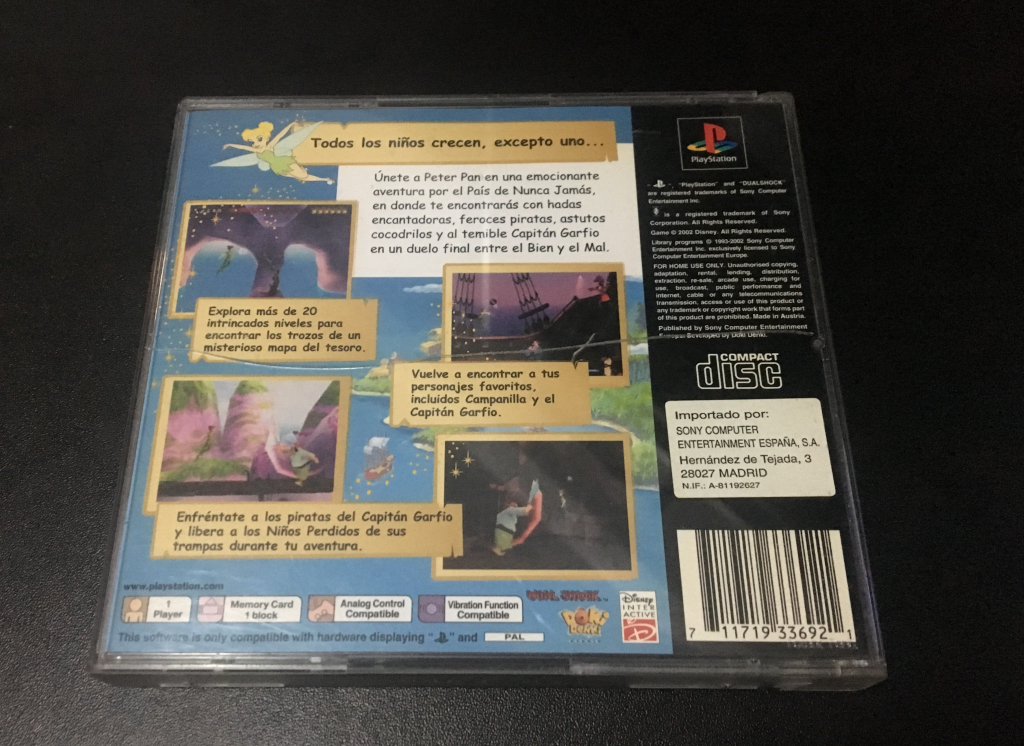 Todos los niños crecen, excepto uno...
Únete a Peter Pan en una emocionante
aventura por el País de Nunca Jamás,
en donde te encontrarás con hadas
encantadoras, feroces piratas, astutos
cocodrilos y al temible Capitán Garfio
en un duelo final entre el Bien y el Mal.
Explora más de 20
intrincados niveles para
encontrar los trozos de un
misterioso mapa del tesoro.
Vuelve a encontrar a tus
personajes favoritos,
incluidos Campanilla y el
Capitán Garfio.
Enfréntate a los piratas del Capitán Garfio
y libera a los Niños Perdidos de sus
trampas durante tu aventura.
www.playstation.com
1
Player
Memory Card
1 block
Analog Control
Compatible
Vibration Function
Compatible
DOKI
DENKI
DISNEY
INTER
ACTIVE
This software is only compatible with hardware displaying " " and PAL
PlayStation
" ", "PlayStation" and "DUALSHOCK"
are registered trademarks of Sony Computer
Entertainment Inc.
is a registered trademark of Sony
Corporation. All Rights Reserved.
Game © 2002 Disney. All Rights Reserved.
Library programs © 1993-2002 Sony Computer
Entertainment Inc. exclusively licensed to Sony
Computer Entertainment Europe.
FOR HOME USE ONLY. Unauthorised copying,
adaptation, rental, lending, distribution,
extraction, re-sale, arcade use, charging for
use, broadcast, public performance and
internet, cable or any telecommunications
transmission, access or use of this product or
any trademark or copyright work that forms part
of this product are prohibited. Made in Austria.
Published by Sony Computer Entertainment
Europe. Developed by Doki Denki.
COMPACT
disc
Importado por:
SONY COMPUTER
ENTERTAINMENT ESPAÑA, S.A.
Hernández de Tejada, 3
28027 MADRID
N.IF.: A-81192627
7 11719 33692 1